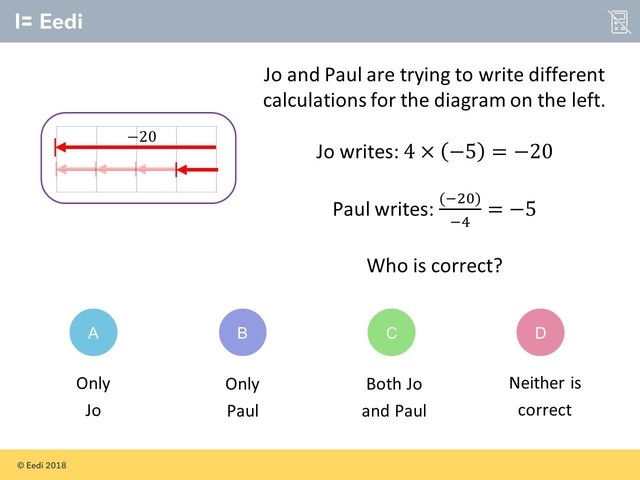 I= Eedi
Jo and Paul are trying to write different
calculations for the diagram on the left.
−20
Jo writes: 4 × (−5) = −20
Paul writes: (−20)/−4 = −5
Who is correct?
A
B
C
D
Only
Jo
Only
Paul
Both Jo
and Paul
Neither is
correct
© Eedi 2018